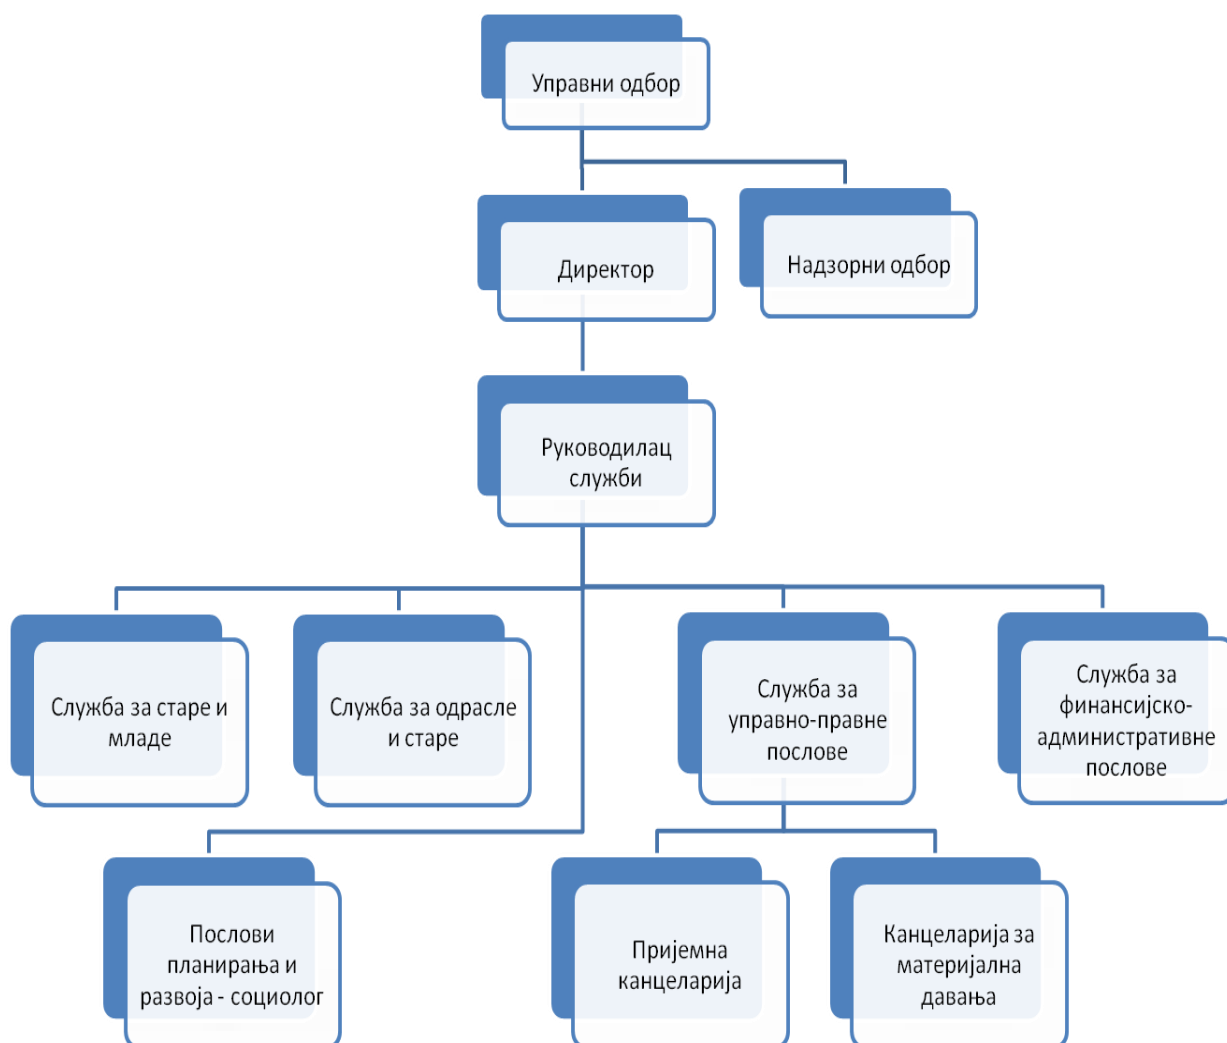 Управни одбор
Директор
Надзорни одбор
Руководилац
служби
Служба за старе и
младе
Служба за одрасле
и старе
Служба за
управно-правне
послове
Служба за
финансијско-
административне
послове
Послови
планирања и
развоја - социолог
Пријемна
канцеларија
Канцеларија за
материјална
давања